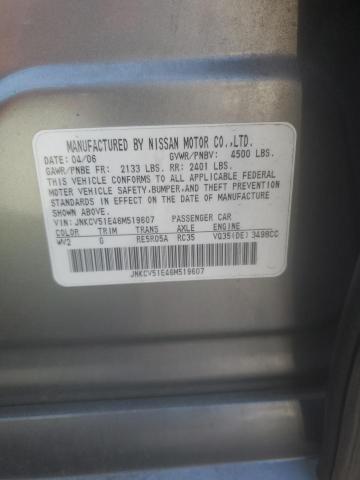 MANUFACTURED BY NISSAN MOTOR CO.,LTD.
DATE: 04/06 GVWR/PNBV: 4500 LBS.
GAWR/PNBE FR: 2133 LBS. RR: 2401 LBS.
THIS VEHICLE CONFORMS TO ALL APPLICABLE FEDERAL
MOTOR VEHICLE SAFETY,BUMPER,AND THEFT PREVENTION
STANDARDS IN EFFECT ON THE DATE OF MANUFACTURE
SHOWN ABOVE.
VIN: JNKCV51E46M519607 PASSENGER CAR
COLOR TRIM TRANS AXLE ENGINE
WV2 G RE5R05A RC35 VQ35(DE) 3498CC
JNKCV51E46M519607